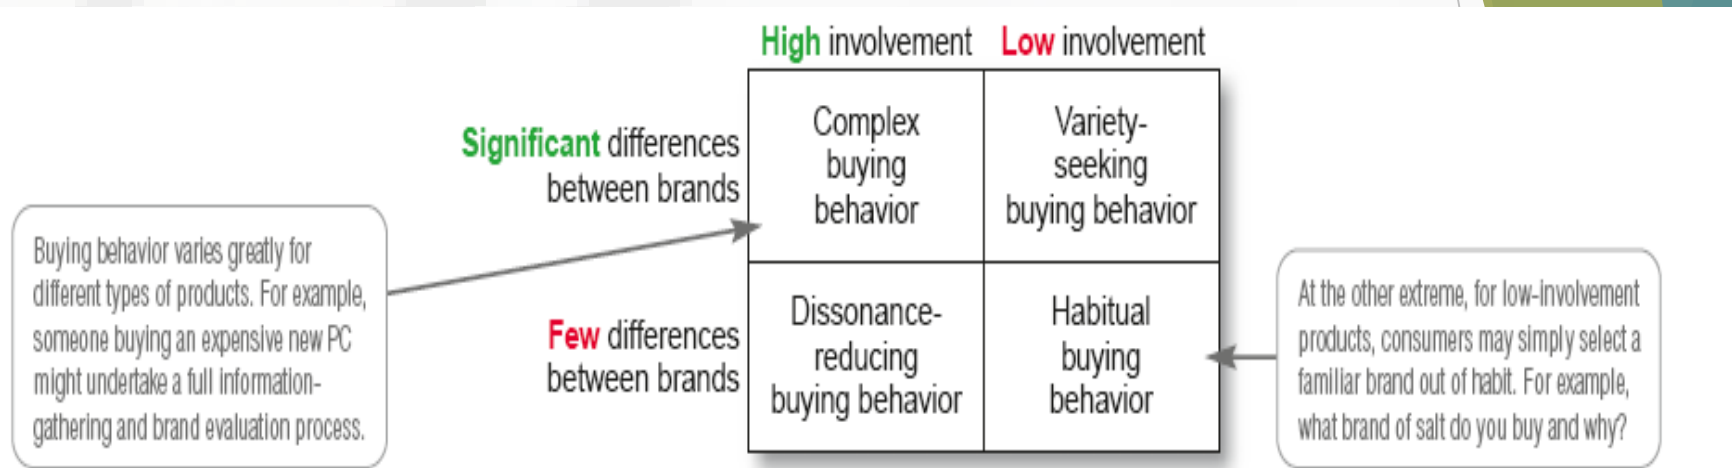 High involvement Low involvement
Significant differences
between brands
Complex
buying
behavior
Variety-
seeking
buying behavior
Buying behavior varies greatly for
different types of products. For example,
someone buying an expensive new PC
might undertake a full information-
gathering and brand evaluation process.
Few differences
between brands
Dissonance-
reducing
buying behavior
Habitual
buying
behavior
At the other extreme, for low-involvement
products, consumers may simply select a
familiar brand out of habit. For example,
what brand of salt do you buy and why?